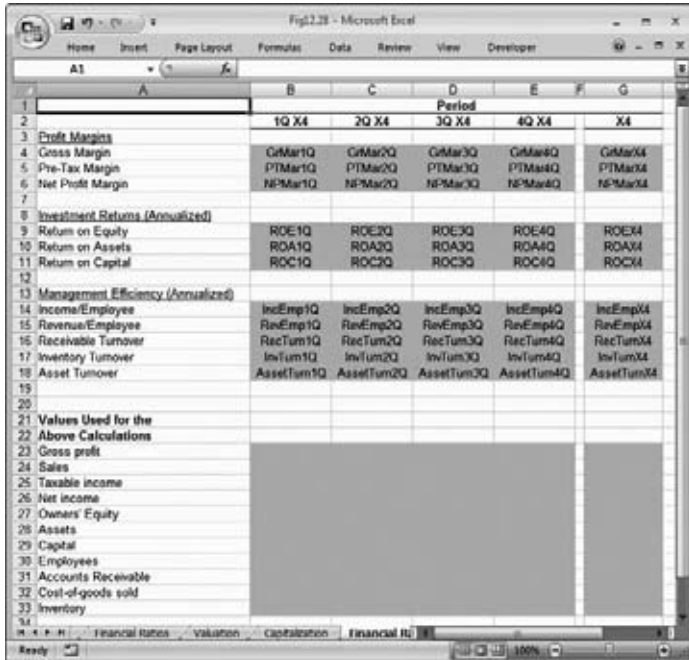 Fig12.28 - Microsoft Excel
Home Insert Page Layout Formulas Data Review View Developer
A1 fx
A B C D E F G
1 Period
2 1Q X4 2Q X4 3Q X4 4Q X4 X4
3 Profit Margins
4 Gross Margin GrMar1Q GrMar2Q GrMar3Q GrMar4Q GrMarX4
5 Pre-Tax Margin PTMar1Q PTMar2Q PTMar3Q PTMar4Q PTMarX4
6 Net Profit Margin NPMar1Q NPMar2Q NPMar3Q NPMar4Q NPMarX4
7
8 Investment Returns (Annualized)
9 Return on Equity ROE1Q ROE2Q ROE3Q ROE4Q ROEX4
10 Return on Assets ROA1Q ROA2Q ROA3Q ROA4Q ROAX4
11 Return on Capital ROC1Q ROC2Q ROC3Q ROC4Q ROCX4
12
13 Management Efficiency (Annualized)
14 Income/Employee IncEmp1Q IncEmp2Q IncEmp3Q IncEmp4Q IncEmpX4
15 Revenue/Employee RevEmp1Q RevEmp2Q RevEmp3Q RevEmp4Q RevEmpX4
16 Receivable Turnover RecTurn1Q RecTurn2Q RecTurn3Q RecTurn4Q RecTurnX4
17 Inventory Turnover InvTurn1Q InvTurn2Q InvTurn3Q InvTurn4Q InvTurnX4
18 Asset Turnover AssetTurn1Q AssetTurn2Q AssetTurn3Q AssetTurn4Q AssetTurnX4
19
20
21 Values Used for the
22 Above Calculations
23 Gross profit
24 Sales
25 Taxable income
26 Net income
27 Owners' Equity
28 Assets
29 Capital
30 Employees
31 Accounts Receivable
32 Cost-of-goods sold
33 Inventory
34
Financial Ratios Valuation Capitalization Financial R
Ready 100%